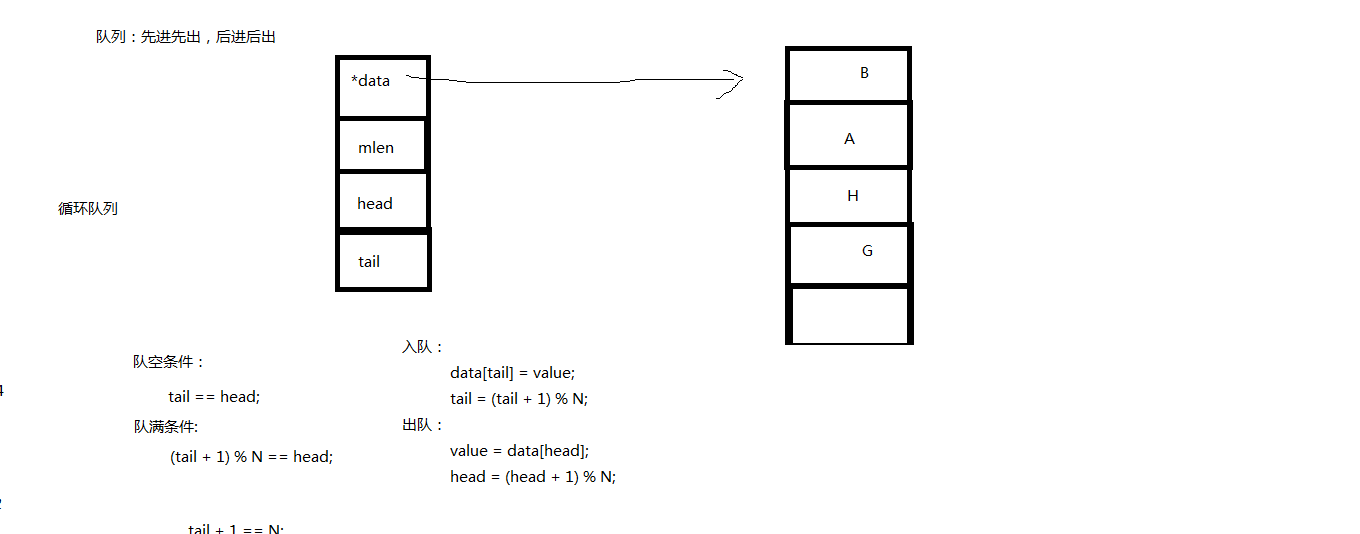 队列：先进先出，后进后出
*data
mlen
head
tail
B
A
H
G
循环队列
队空条件：
tail == head;
队满条件:
(tail + 1) % N == head;
tail + 1 == N;
入队：
data[tail] = value;
tail = (tail + 1) % N;
出队：
value = data[head];
head = (head + 1) % N;
4